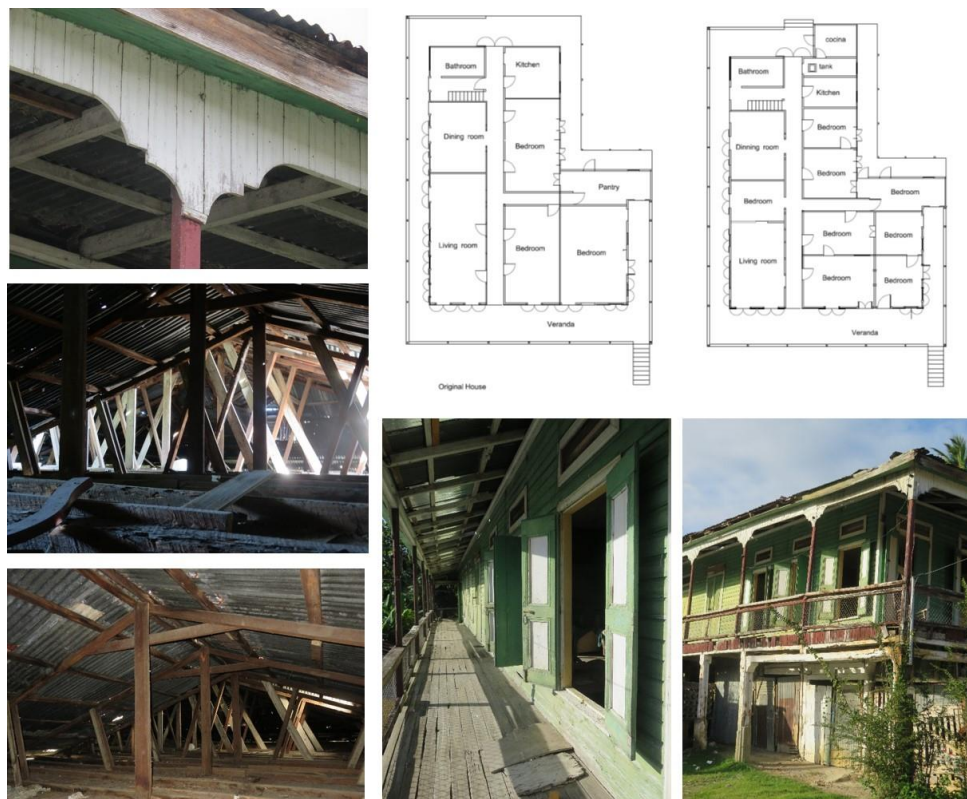 Bathroom
Kitchen
Dining room
Bedroom
Pantry
Living room
Bedroom
Bedroom
Veranda
Original House
cocina
Bathroom
tank
Kitchen
Bedroom
Dinning room
Bedroom
Bedroom
Bedroom
Bedroom
Bedroom
Living room
Bedroom
Bedroom
Veranda